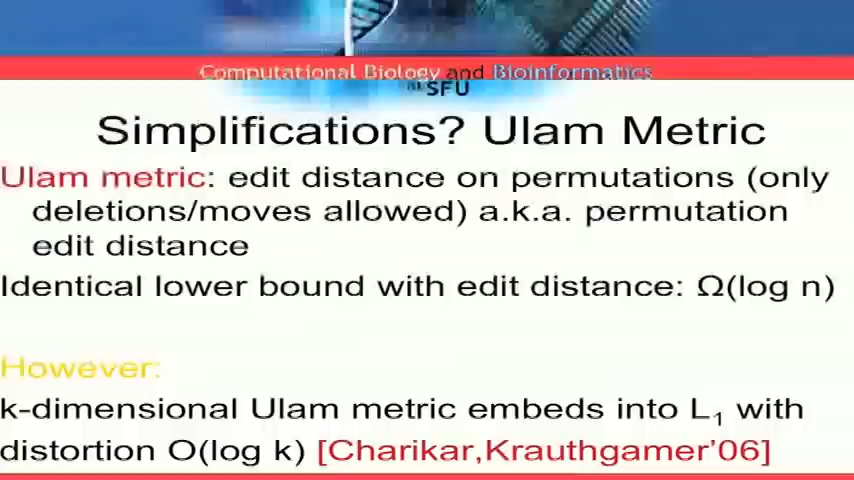 Computational Biology and Bioinformatics
at SFU
Simplifications? Ulam Metric
Ulam metric: edit distance on permutations (only
deletions/moves allowed) a.k.a. permutation
edit distance
Identical lower bound with edit distance: Ω(log n)
However:
k-dimensional Ulam metric embeds into L₁ with
distortion O(log k) [Charikar,Krauthgamer’06]